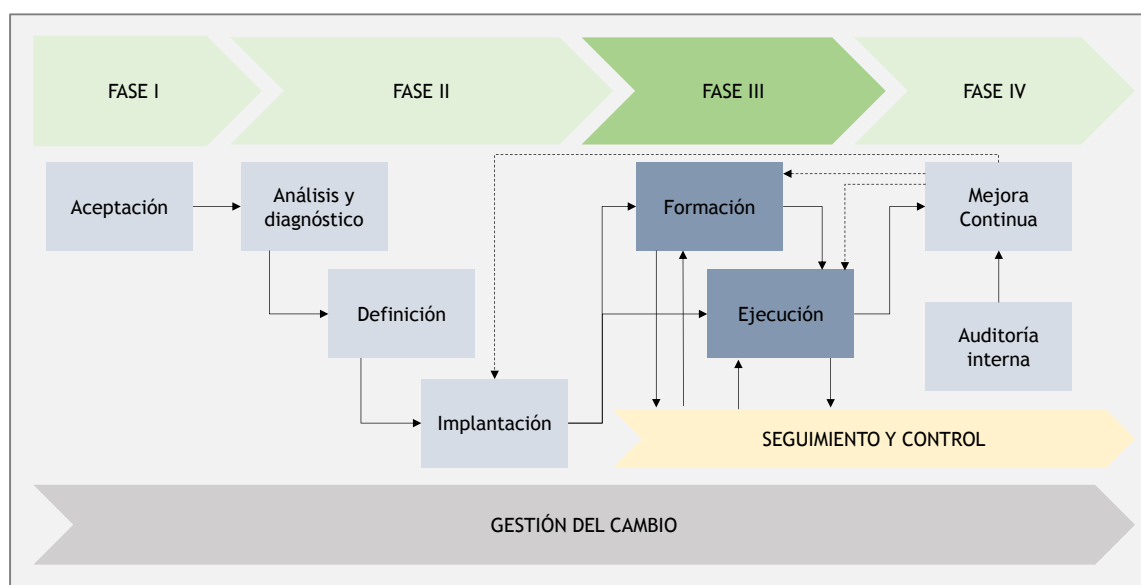 FASE I
FASE II
FASE III
FASE IV
Aceptación
Análisis y
diagnóstico
Formación
Mejora
Continua
Definición
Ejecución
Auditoría
interna
Implantación
SEGUIMIENTO Y CONTROL
GESTIÓN DEL CAMBIO